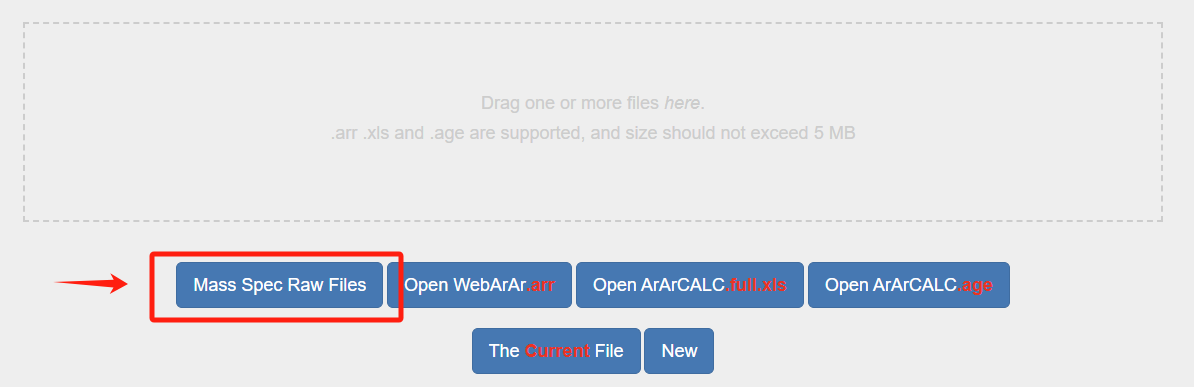 Drag one or more files here.
.arr .xls and .age are supported, and size should not exceed 5 MB
Mass Spec Raw Files Open WebArAr.arr Open ArArCALC.full.xls Open ArArCALC.age
The Current File New